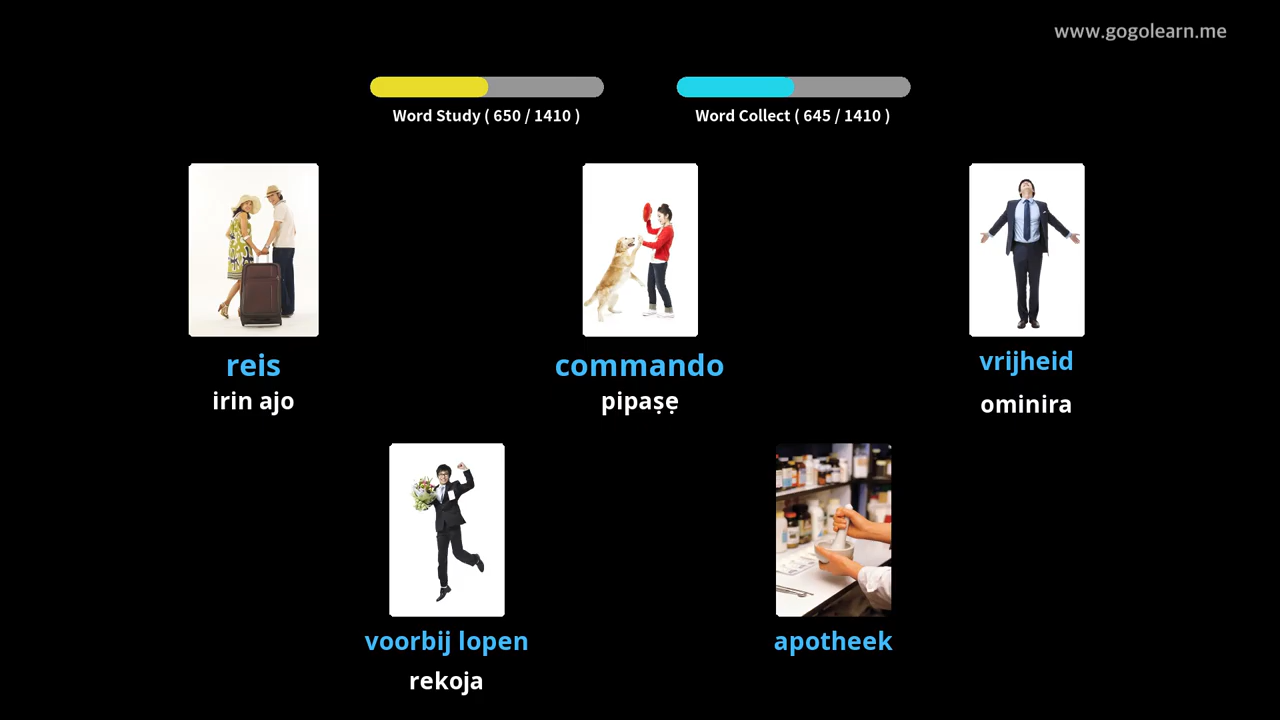 www.gogolearn.me
Word Study ( 650 / 1410 )
Word Collect ( 645 / 1410 )
reis
irin ajo
commando
pipaṣẹ
vrijheid
ominira
voorbij lopen
rekoja
apotheek